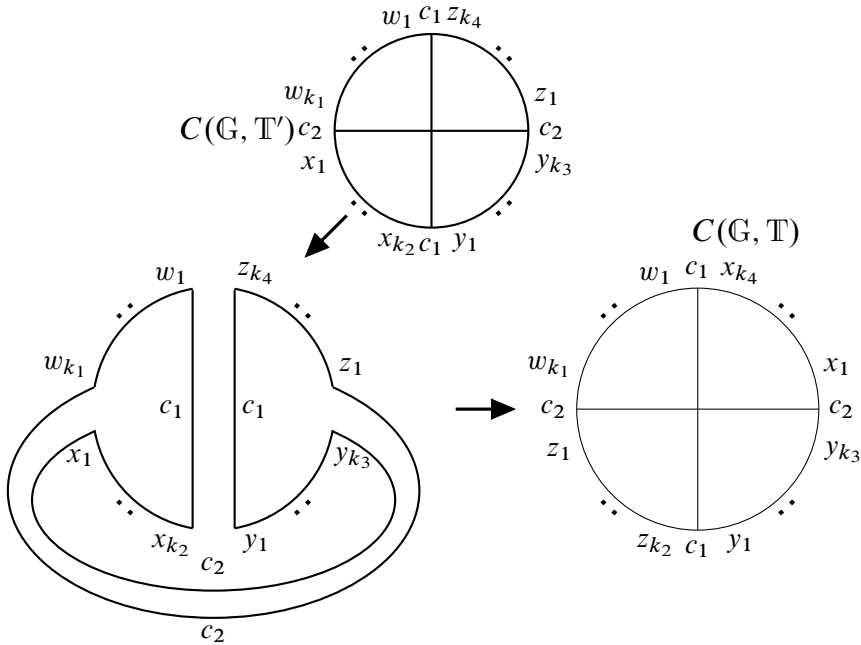 w₁ c₁ z_{k₄}
w_{k₁} z₁
C(𝔾, 𝕋′) c₂ c₂
x₁ y_{k₃}
x_{k₂} c₁ y₁
C(𝔾, 𝕋)
w₁ z_{k₄}
w₁ c₁ x_{k₄}
w_{k₁} z₁
w_{k₁} x₁
c₁ c₁
c₂ c₂
x₁ y_{k₃}
z₁ y_{k₃}
x_{k₂} y₁
z_{k₂} c₁ y₁
c₂
c₂